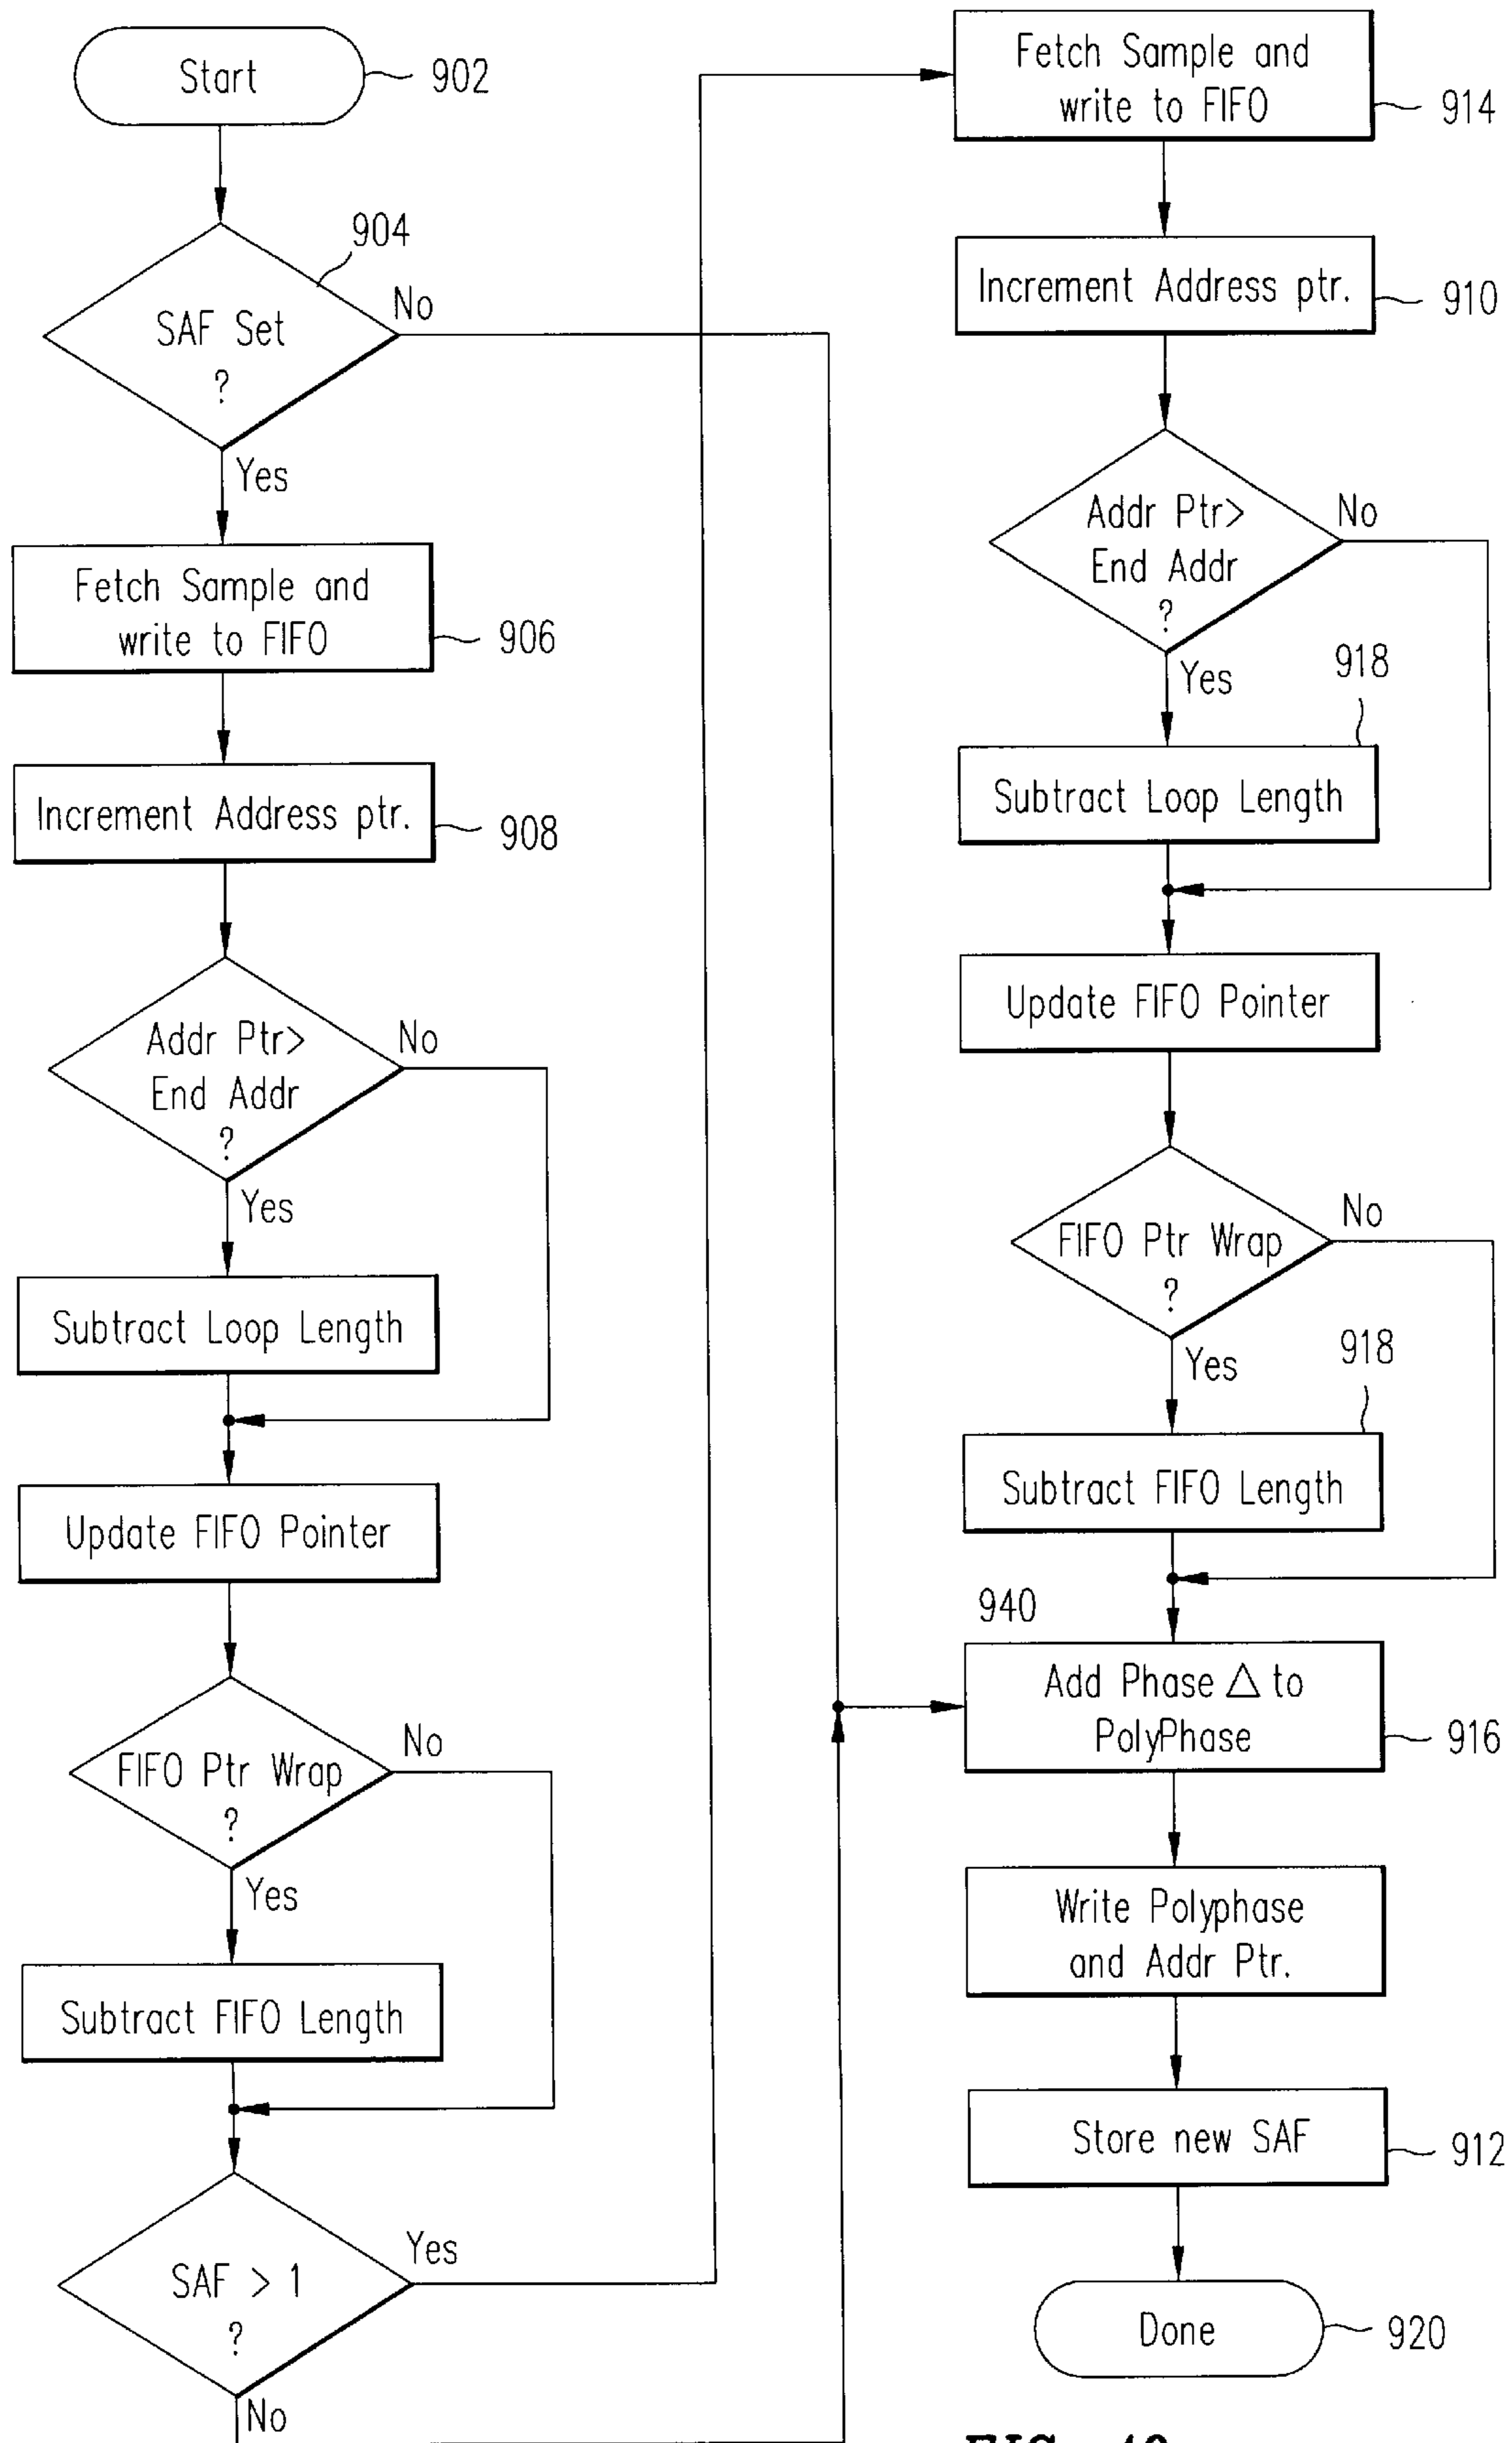 Start
902
904
SAF Set
?
No
Yes
Fetch Sample and
write to FIFO
906
Increment Address ptr.
908
Addr Ptr>
End Addr
?
No
Yes
Subtract Loop Length
Update FIFO Pointer
FIFO Ptr Wrap
?
No
Yes
Subtract FIFO Length
SAF > 1
?
Yes
No
Fetch Sample and
write to FIFO
914
Increment Address ptr.
910
Addr Ptr>
End Addr
?
No
Yes
918
Subtract Loop Length
Update FIFO Pointer
FIFO Ptr Wrap
?
No
Yes
918
Subtract FIFO Length
940
Add Phase △ to
PolyPhase
916
Write Polyphase
and Addr Ptr.
Store new SAF
912
Done
920